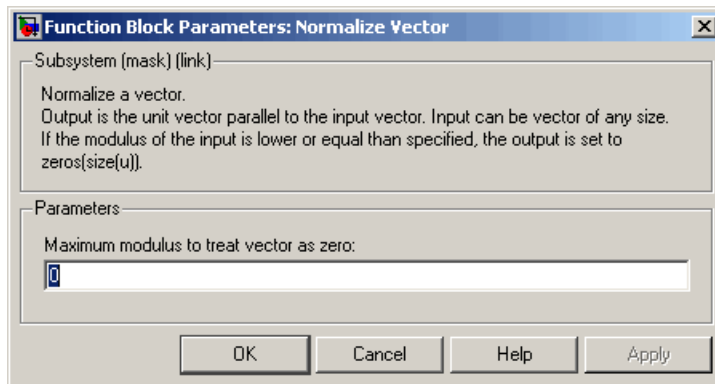 Function Block Parameters: Normalize Vector
Subsystem (mask) (link)
Normalize a vector.
Output is the unit vector parallel to the input vector. Input can be vector of any size.
If the modulus of the input is lower or equal than specified, the output is set to
zeros(size(u)).
Parameters
Maximum modulus to treat vector as zero:
0
OK Cancel Help Apply